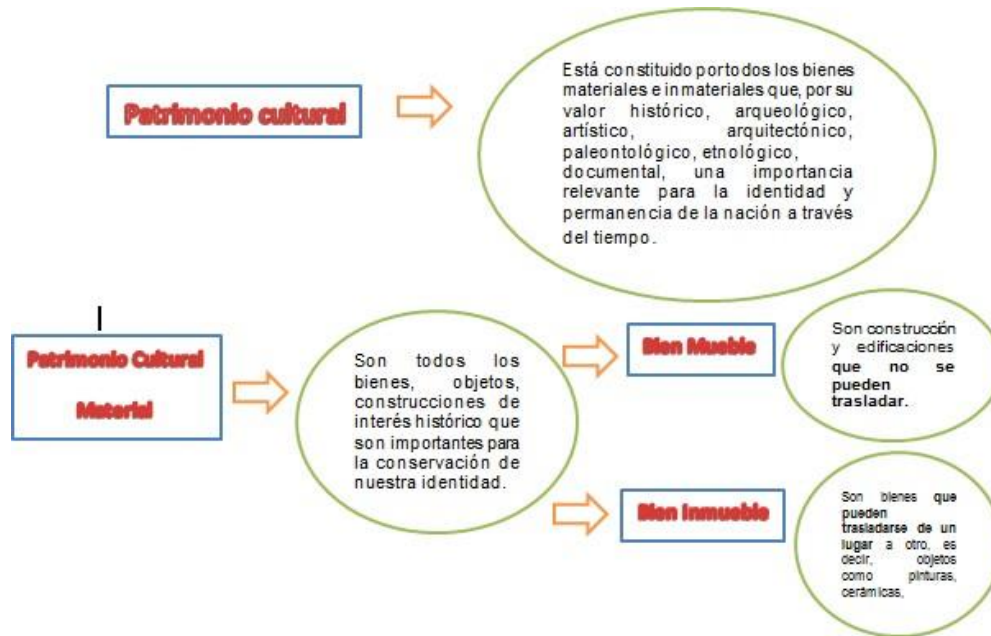 Patrimonio cultural
Está constituido por todos los bienes
materiales e inmateriales que, por su
valor histórico, arqueológico,
artístico, arquitectónico,
paleontológico, etnológico,
documental, una importancia
relevante para la identidad y
permanencia de la nación a través
del tiempo.
Patrimonio Cultural
Material
Son todos los
bienes, objetos,
construcciones de
interés histórico que
son importantes para
la conservación de
nuestra identidad.
Bien Mueble
Son construcción
y edificaciones
que no se
pueden
trasladar.
Bien Inmueble
Son bienes que
pueden
trasladarse de un
lugar a otro, es
decir, objetos
como pinturas,
cerámicas,